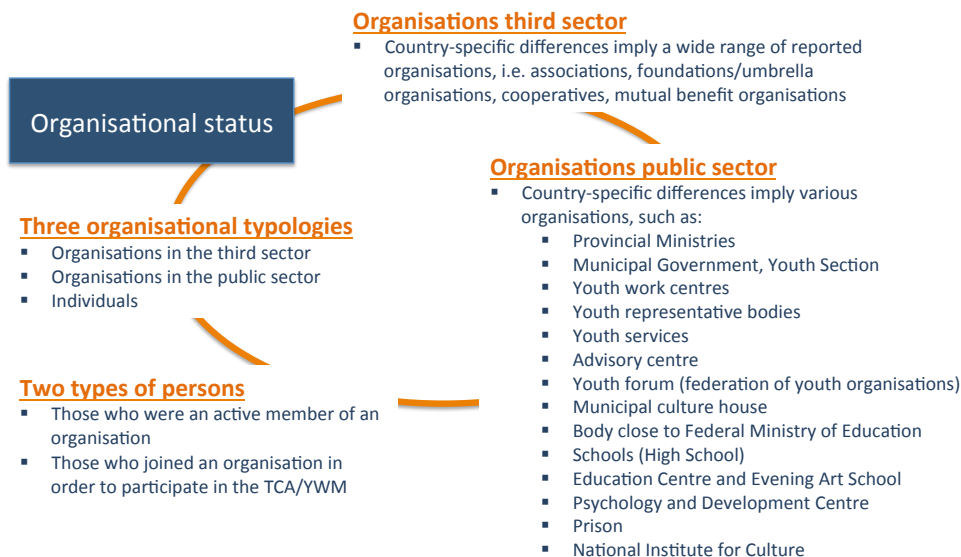 Organisational status
Organisations third sector
▪ Country-specific differences imply a wide range of reported
organisations, i.e. associations, foundations/umbrella
organisations, cooperatives, mutual benefit organisations
Organisations public sector
▪ Country-specific differences imply various
organisations, such as:
▪ Provincial Ministries
▪ Municipal Government, Youth Section
▪ Youth work centres
▪ Youth representative bodies
▪ Youth services
▪ Advisory centre
▪ Youth forum (federation of youth organisations)
▪ Municipal culture house
▪ Body close to Federal Ministry of Education
▪ Schools (High School)
▪ Education Centre and Evening Art School
▪ Psychology and Development Centre
▪ Prison
▪ National Institute for Culture
Three organisational typologies
▪ Organisations in the third sector
▪ Organisations in the public sector
▪ Individuals
Two types of persons
▪ Those who were an active member of an
organisation
▪ Those who joined an organisation in
order to participate in the TCA/YWM